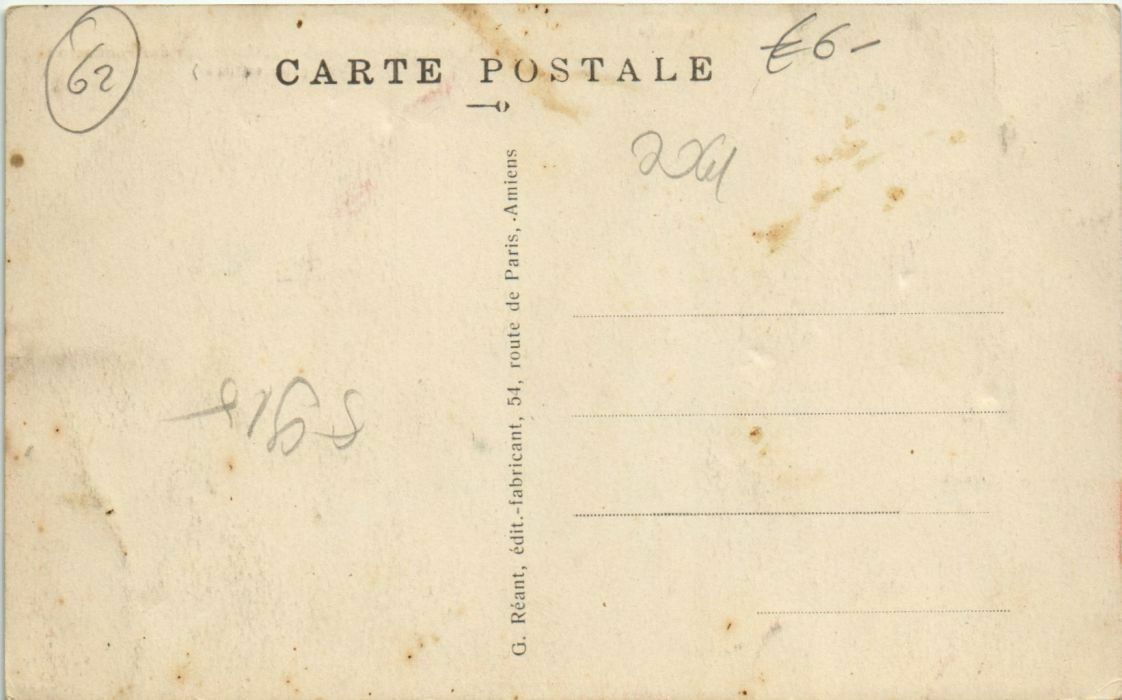 62
CARTE POSTALE
€6-
G. Réant, édit.-fabricant, 54, route de Paris, Amiens